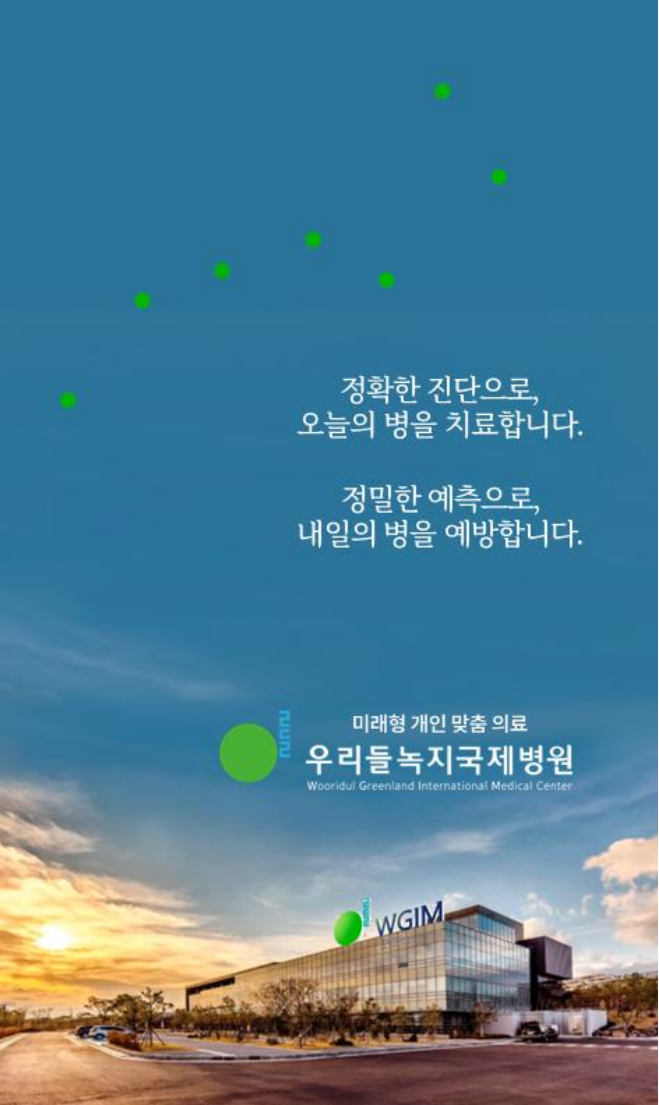 정확한 진단으로,
오늘의 병을 치료합니다.
정밀한 예측으로,
내일의 병을 예방합니다.
미래형 개인 맞춤 의료
우리들녹지국제병원
Wooridul Greenland International Medical Center
WGIM